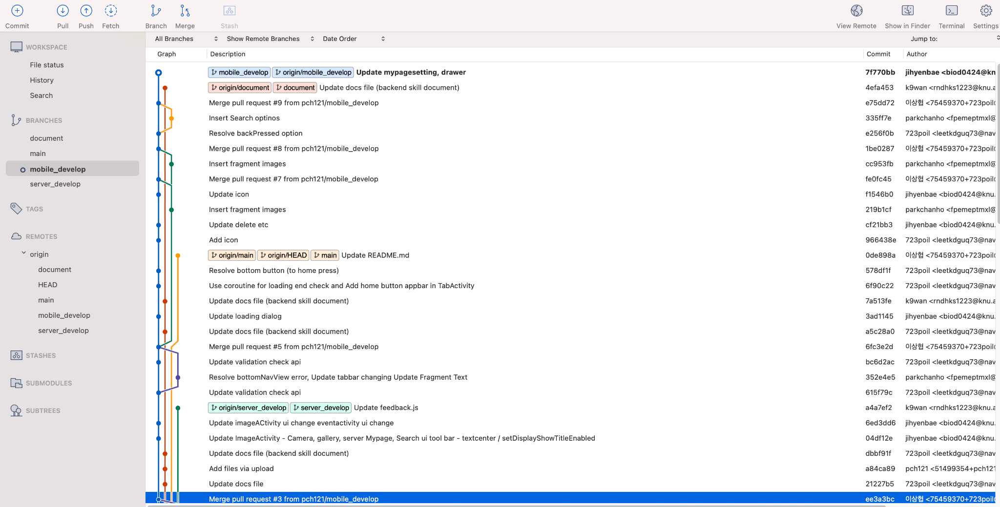 Commit Pull Push Fetch Branch Merge Stash View Remote Show in Finder Terminal Settings
All Branches Show Remote Branches Date Order Jump to:
WORKSPACE
File status
History
Search
BRANCHES
document
main
mobile_develop
server_develop
TAGS
REMOTES
origin
document
HEAD
main
mobile_develop
server_develop
STASHES
SUBMODULES
SUBTREES
Graph Description Commit Author
mobile_develop origin/mobile_develop Update mypagesetting, drawer 7f770bb jihyenbae <biod0424@kn
origin/document document Update docs file (backend skill document) 4efa453 k9wan <rndhks1223@knu.a
Merge pull request #9 from pch121/mobile_develop e75dd72 이상협 <75459370+723poil@
Insert Search optinos 335ff7e parkchanho <fpemeptmxl@
Resolve backPressed option e256f0b 723poil <leetkdguq73@nav
Merge pull request #8 from pch121/mobile_develop 1be0287 이상협 <75459370+723poil@
Insert fragment images cc953fb parkchanho <fpemeptmxl@
Merge pull request #7 from pch121/mobile_develop fe0fc45 이상협 <75459370+723poil@
Update icon f1546b0 jihyenbae <biod0424@knu.
Insert fragment images 219b1cf parkchanho <fpemeptmxl@
Update delete etc cf21bb3 jihyenbae <biod0424@knu.
Add icon 966438e 723poil <leetkdguq73@nav
origin/main origin/HEAD main Update README.md 0de898a 이상협 <75459370+723poil@
Resolve bottom button (to home press) 578df1f 723poil <leetkdguq73@nav
Use coroutine for loading end check and Add home button appbar in TabActivity 6f90c22 723poil <leetkdguq73@nav
Update docs file (backend skill document) 7a513fe k9wan <rndhks1223@knu.a
Update loading dialog 3ad1145 jihyenbae <biod0424@knu.
Update docs file (backend skill document) a5c28a0 723poil <leetkdguq73@nav
Merge pull request #5 from pch121/mobile_develop 6fc3e2d 이상협 <75459370+723poil@
Update validation check api bc6d2ac 723poil <leetkdguq73@nav
Resolve bottomNavView error, Update tabbar changing Update Fragment Text 352e4e5 parkchanho <fpemeptmxl@
Update validation check api 615f79c 723poil <leetkdguq73@nav
origin/server_develop server_develop Update feedback.js a4a7ef2 k9wan <rndhks1223@knu.a
Update imageACtivity ui change eventactivity ui change 6ed3dd6 jihyenbae <biod0424@knu.
Update ImageActivity - Camera, gallery, server Mypage, Search ui tool bar - textcenter / setDisplayShowTitleEnabled 04df12e jihyenbae <biod0424@knu.
Update docs file (backend skill document) dbbf91f 723poil <leetkdguq73@nav
Add files via upload a84ca89 pch121 <51499354+pch121
Update docs file 21227b5 723poil <leetkdguq73@nav
Merge pull request #3 from pch121/mobile_develop ee3a3bc 이상협 <75459370+723poil@